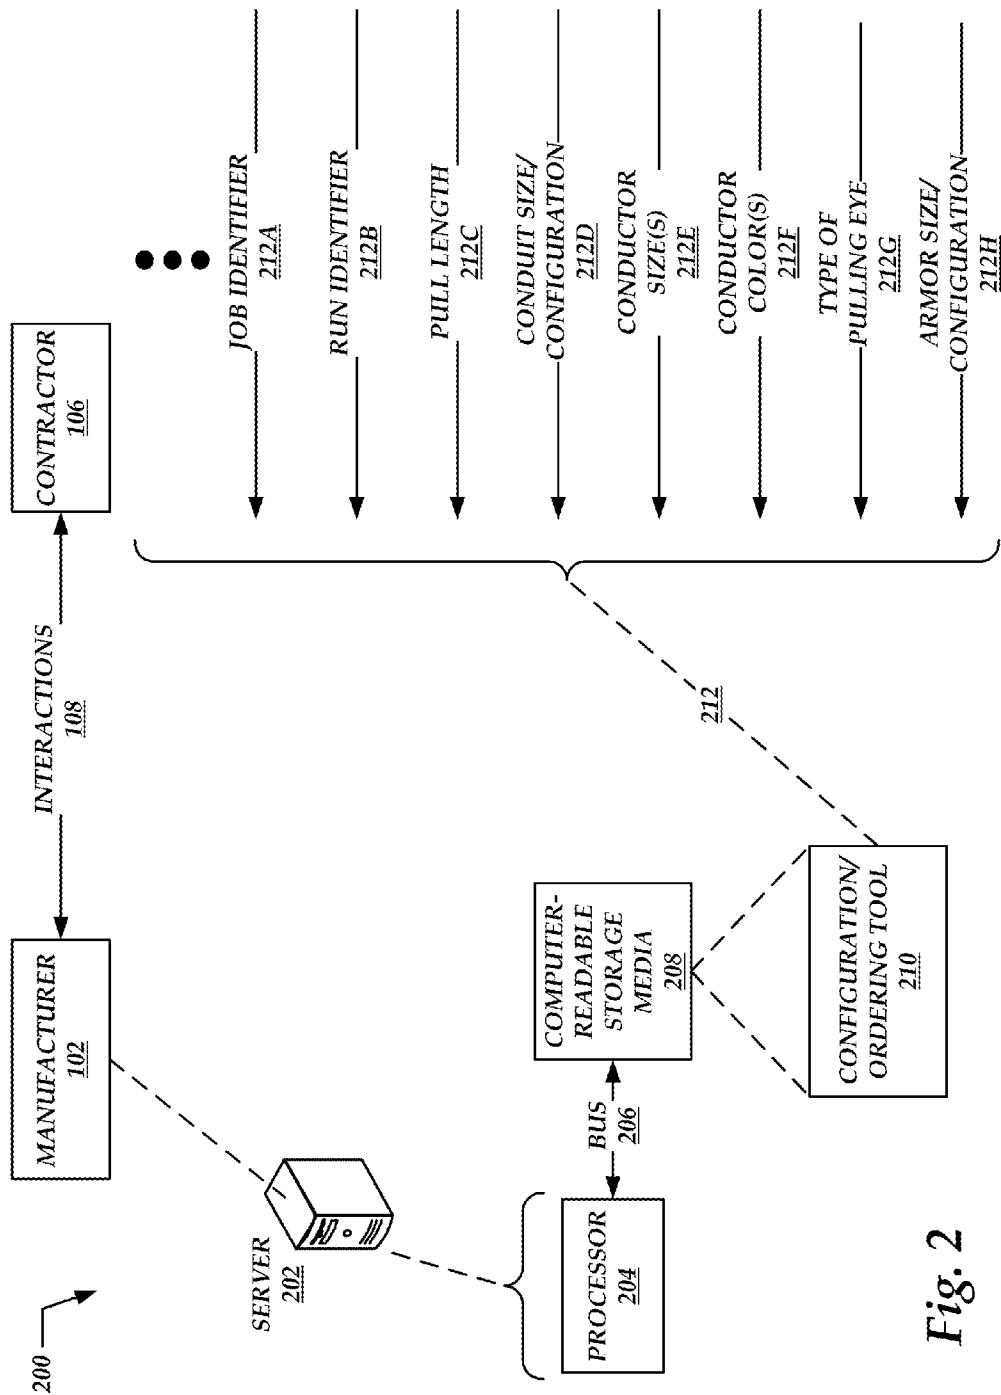 200
MANUFACTURER
102
INTERACTIONS
108
CONTRACTOR
106
SERVER
202
PROCESSOR
204
BUS
206
COMPUTER-
READABLE
STORAGE
MEDIA
208
CONFIGURATION/
ORDERING TOOL
210
212
JOB IDENTIFIER
212A
RUN IDENTIFIER
212B
PULL LENGTH
212C
CONDUIT SIZE/
CONFIGURATION
212D
CONDUCTOR
SIZE(S)
212E
CONDUCTOR
COLOR(S)
212F
TYPE OF
PULLING EYE
212G
ARMOR SIZE/
CONFIGURATION
212H
Fig. 2